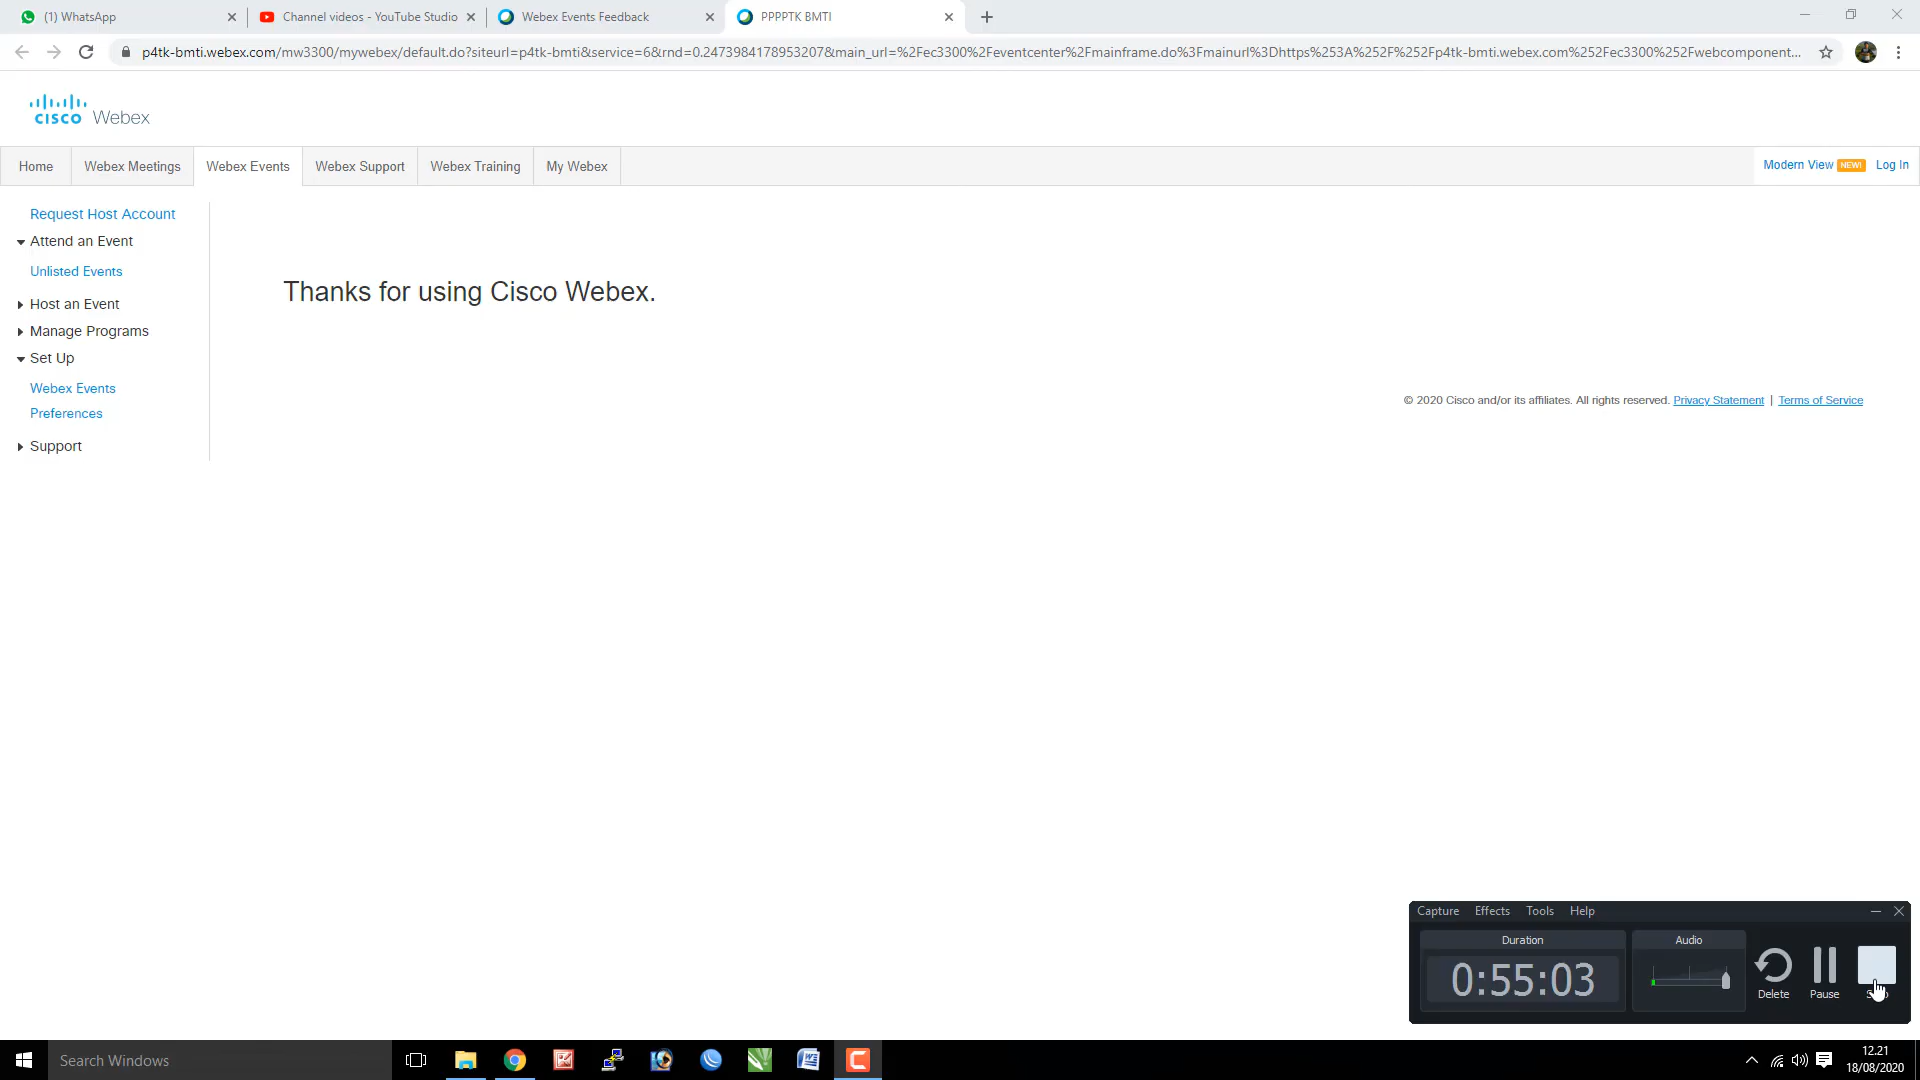 (1) WhatsApp
Channel videos - YouTube Studio
Webex Events Feedback
PPPPTK BMTI
p4tk-bmti.webex.com/mw3300/mywebex/default.do?siteurl=p4tk-bmti&service=6&rnd=0.2473984178953207&main_url=%2Fec3300%2Feventcenter%2Fmainframe.do%3Fmainurl%3Dhttps%253A%252F%252Fp4tk-bmti.webex.com%252Fec3300%252Fwebcomponent...
cisco Webex
Home
Webex Meetings
Webex Events
Webex Support
Webex Training
My Webex
Modern View NEW!
Log In
Request Host Account
Attend an Event
Unlisted Events
Host an Event
Manage Programs
Set Up
Webex Events
Preferences
Support
Thanks for using Cisco Webex.
© 2020 Cisco and/or its affiliates. All rights reserved. Privacy Statement | Terms of Service
Capture Effects Tools Help
Duration
0:55:03
Audio
Delete
Pause
Search Windows
12.21
18/08/2020